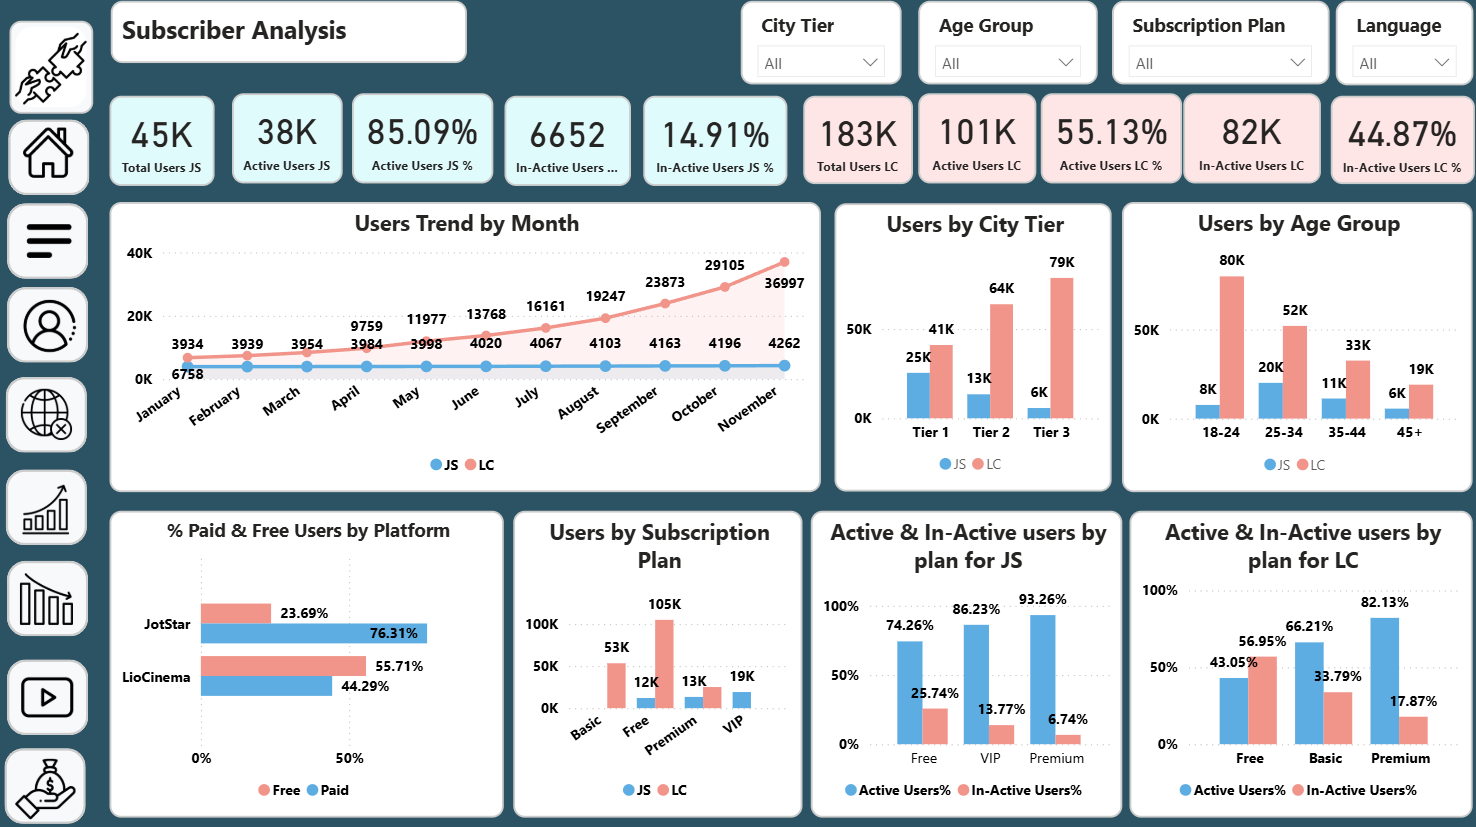 Subscriber Analysis
City Tier
All
Age Group
All
Subscription Plan
All
Language
All
45K
Total Users JS
38K
Active Users JS
85.09%
Active Users JS %
6652
In-Active Users ...
14.91%
In-Active Users JS %
183K
Total Users LC
101K
Active Users LC
55.13%
Active Users LC %
82K
In-Active Users LC
44.87%
In-Active Users LC %
Users Trend by Month
40K
20K
0K
3934
3939
3954
9759
3984
11977
3998
13768
4020
16161
4067
19247
4103
23873
4163
29105
4196
36997
4262
6758
January
February
March
April
May
June
July
August
September
October
November
JS LC
Users by City Tier
50K
0K
25K
41K
13K
64K
6K
79K
Tier 1
Tier 2
Tier 3
JS LC
Users by Age Group
50K
0K
8K
80K
20K
52K
11K
33K
6K
19K
18-24
25-34
35-44
45+
JS LC
% Paid & Free Users by Platform
JotStar
23.69%
76.31%
LioCinema
55.71%
44.29%
0%
50%
Free Paid
Users by Subscription
Plan
100K
50K
0K
53K
12K
105K
13K
19K
Basic
Free
Premium
VIP
JS LC
Active & In-Active users by
plan for JS
100%
50%
0%
74.26%
25.74%
86.23%
13.77%
93.26%
6.74%
Free
VIP
Premium
Active Users% In-Active Users%
Active & In-Active users by
plan for LC
100%
50%
0%
43.05%
56.95%
66.21%
33.79%
82.13%
17.87%
Free
Basic
Premium
Active Users% In-Active Users%